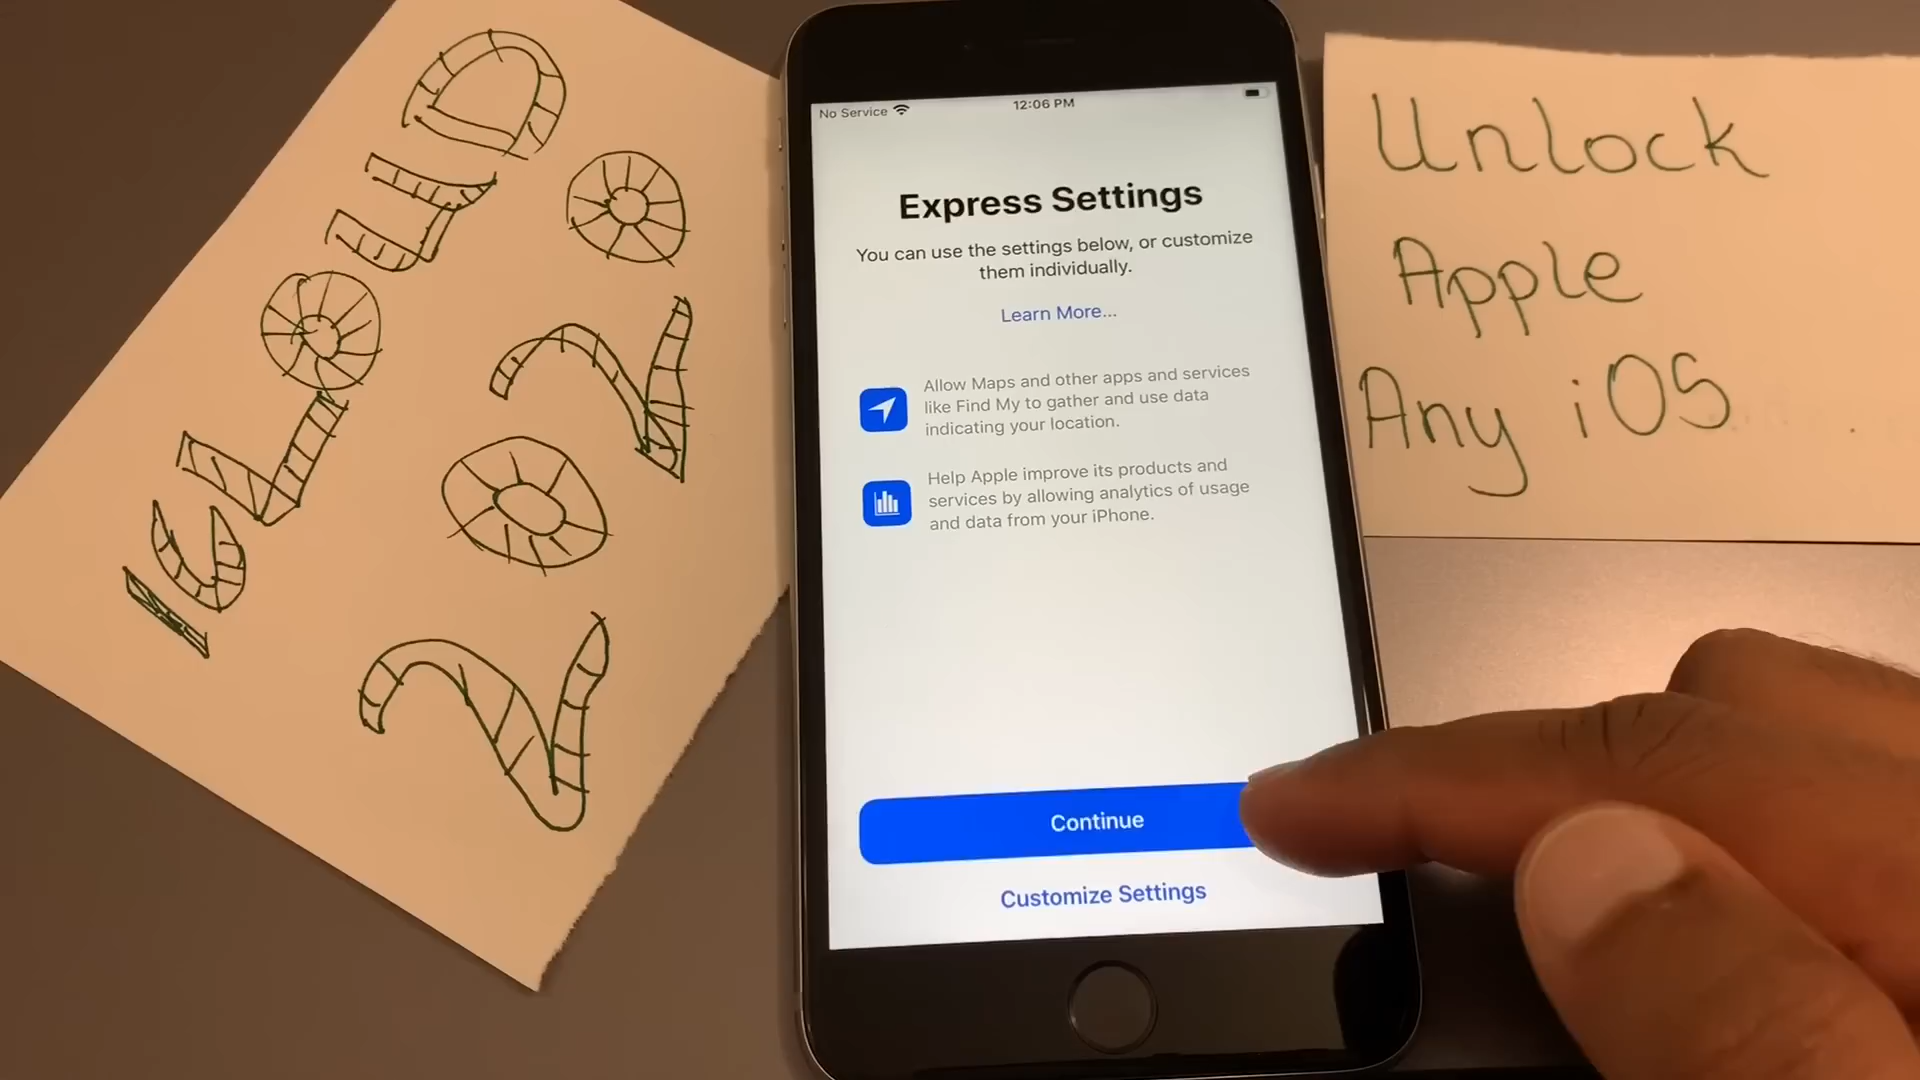 iCLOUD
2020
No Service
12:06 PM
Express Settings
You can use the settings below, or customize
them individually.
Learn More...
Allow Maps and other apps and services
like Find My to gather and use data
indicating your location.
Help Apple improve its products and
services by allowing analytics of usage
and data from your iPhone.
Continue
Customize Settings
Unlock
Apple
Any iOS